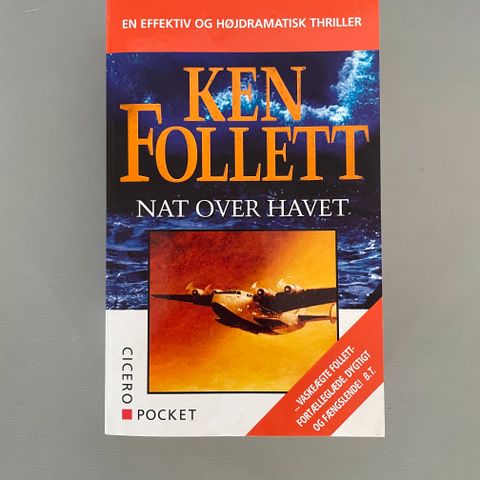 EN EFFEKTIV OG HØJDRAMATISK THRILLER
KEN
FOLLETT
NAT OVER HAVET
CICERO
POCKET
...VASKEÆGTE FOLLETT-
FORTÆLLEGLÆDE. DYGTIGT
OG FÆNGSLENDE! B.T.